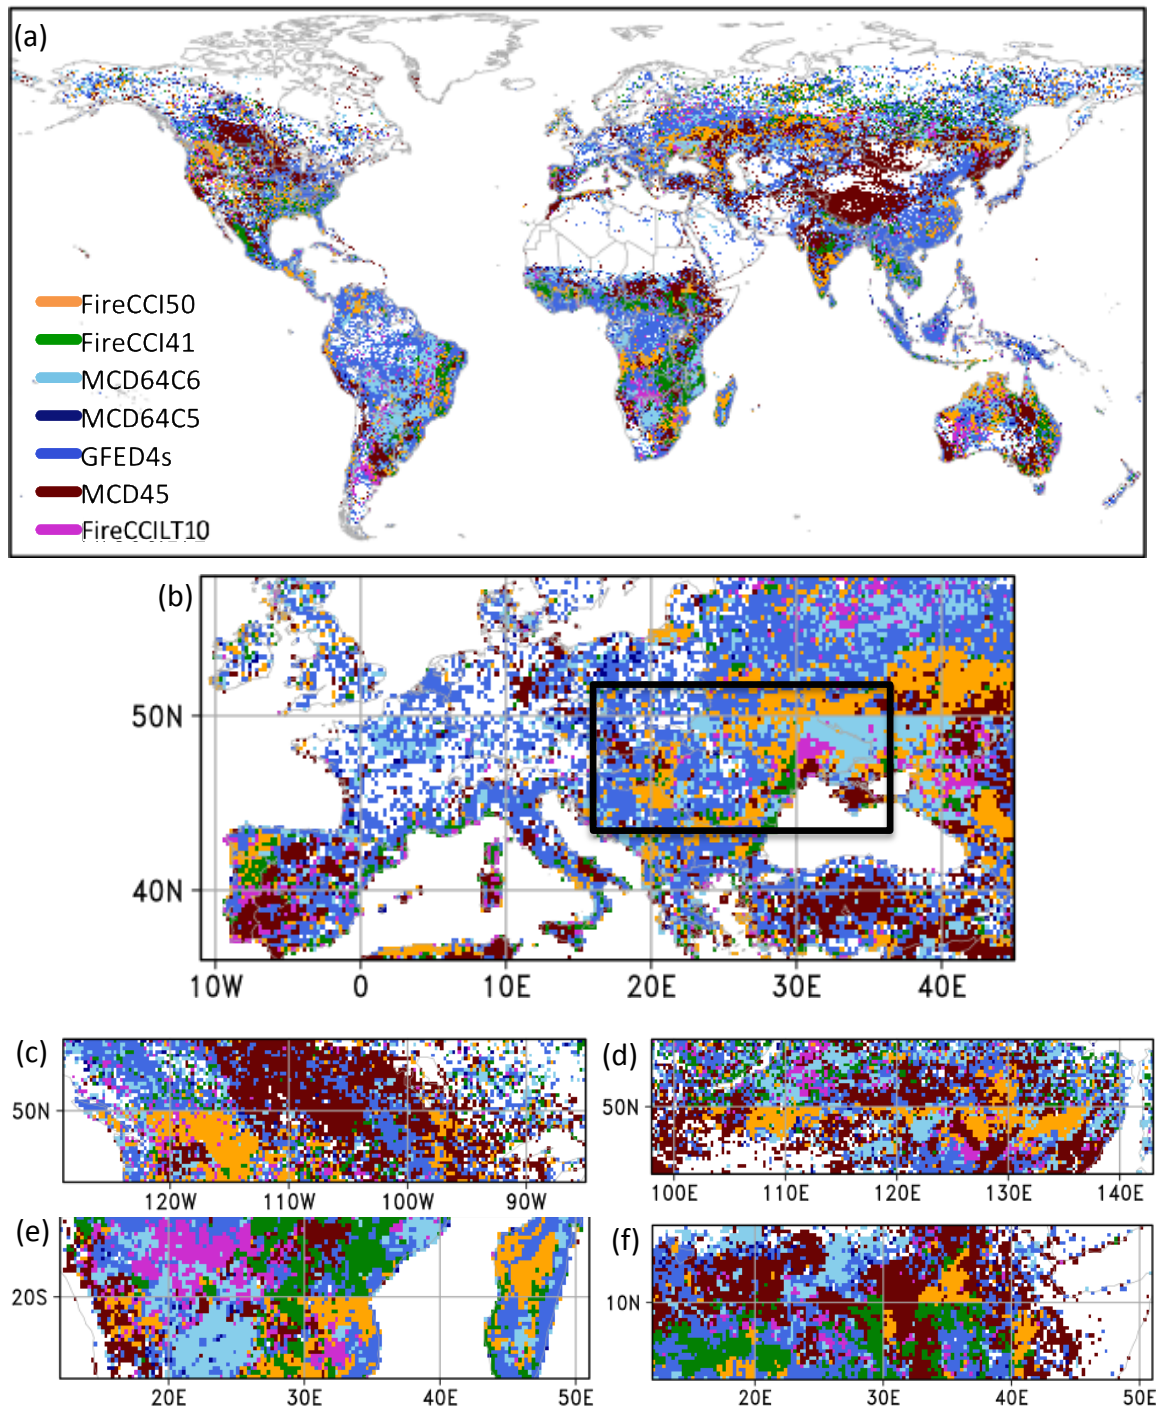 (a)
FireCCI50
FireCCI41
MCD64C6
MCD64C5
GFED4s
MCD45
FireCCILT10
(b)
50N
40N
10W 0 10E 20E 30E 40E
(c)
50N
120W 110W 100W 90W
(d)
50N
100E 110E 120E 130E 140E
(e)
20S
20E 30E 40E 50E
(f)
10N
20E 30E 40E 50E